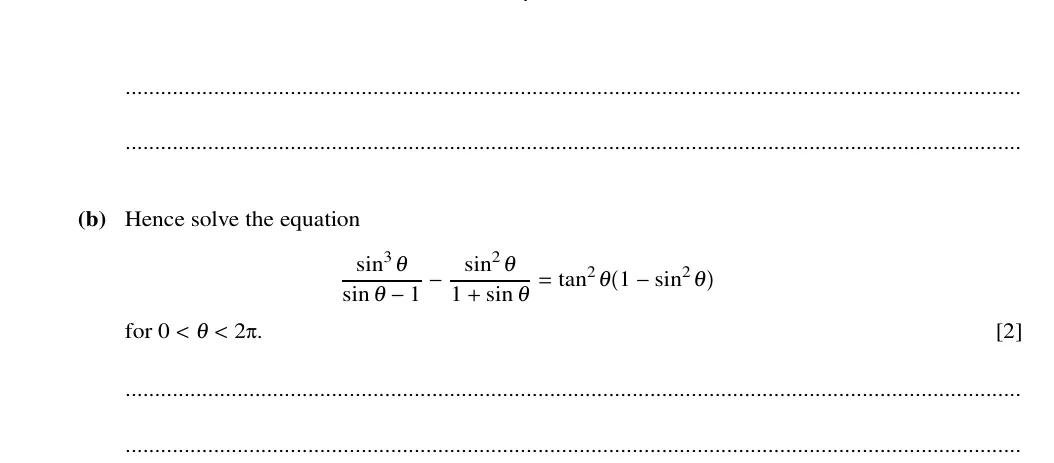 (b) Hence solve the equation
sin³ θ / (sin θ − 1) − sin² θ / (1 + sin θ) = tan² θ(1 − sin² θ)
for 0 < θ < 2π. [2]